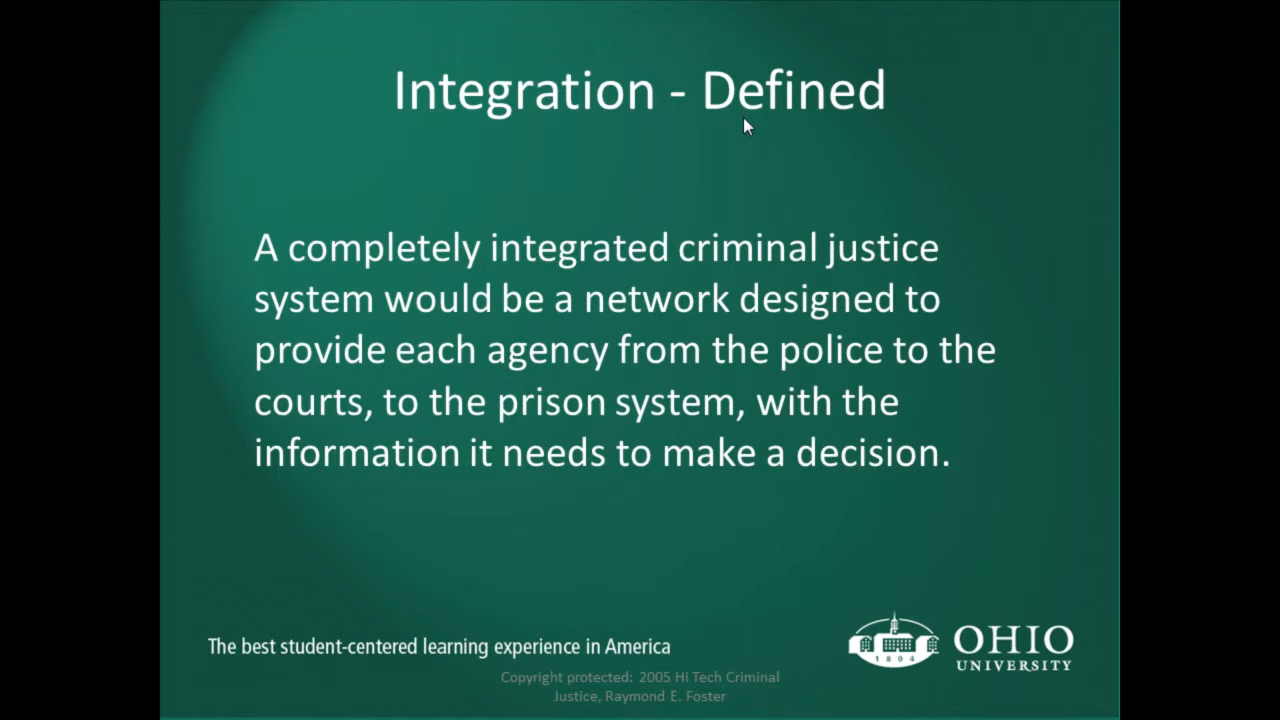 Integration - Defined
A completely integrated criminal justice
system would be a network designed to
provide each agency from the police to the
courts, to the prison system, with the
information it needs to make a decision.
The best student-centered learning experience in America
1804
OHIO
UNIVERSITY
Copyright protected: 2005 Hi Tech Criminal
Justice, Raymond E. Foster